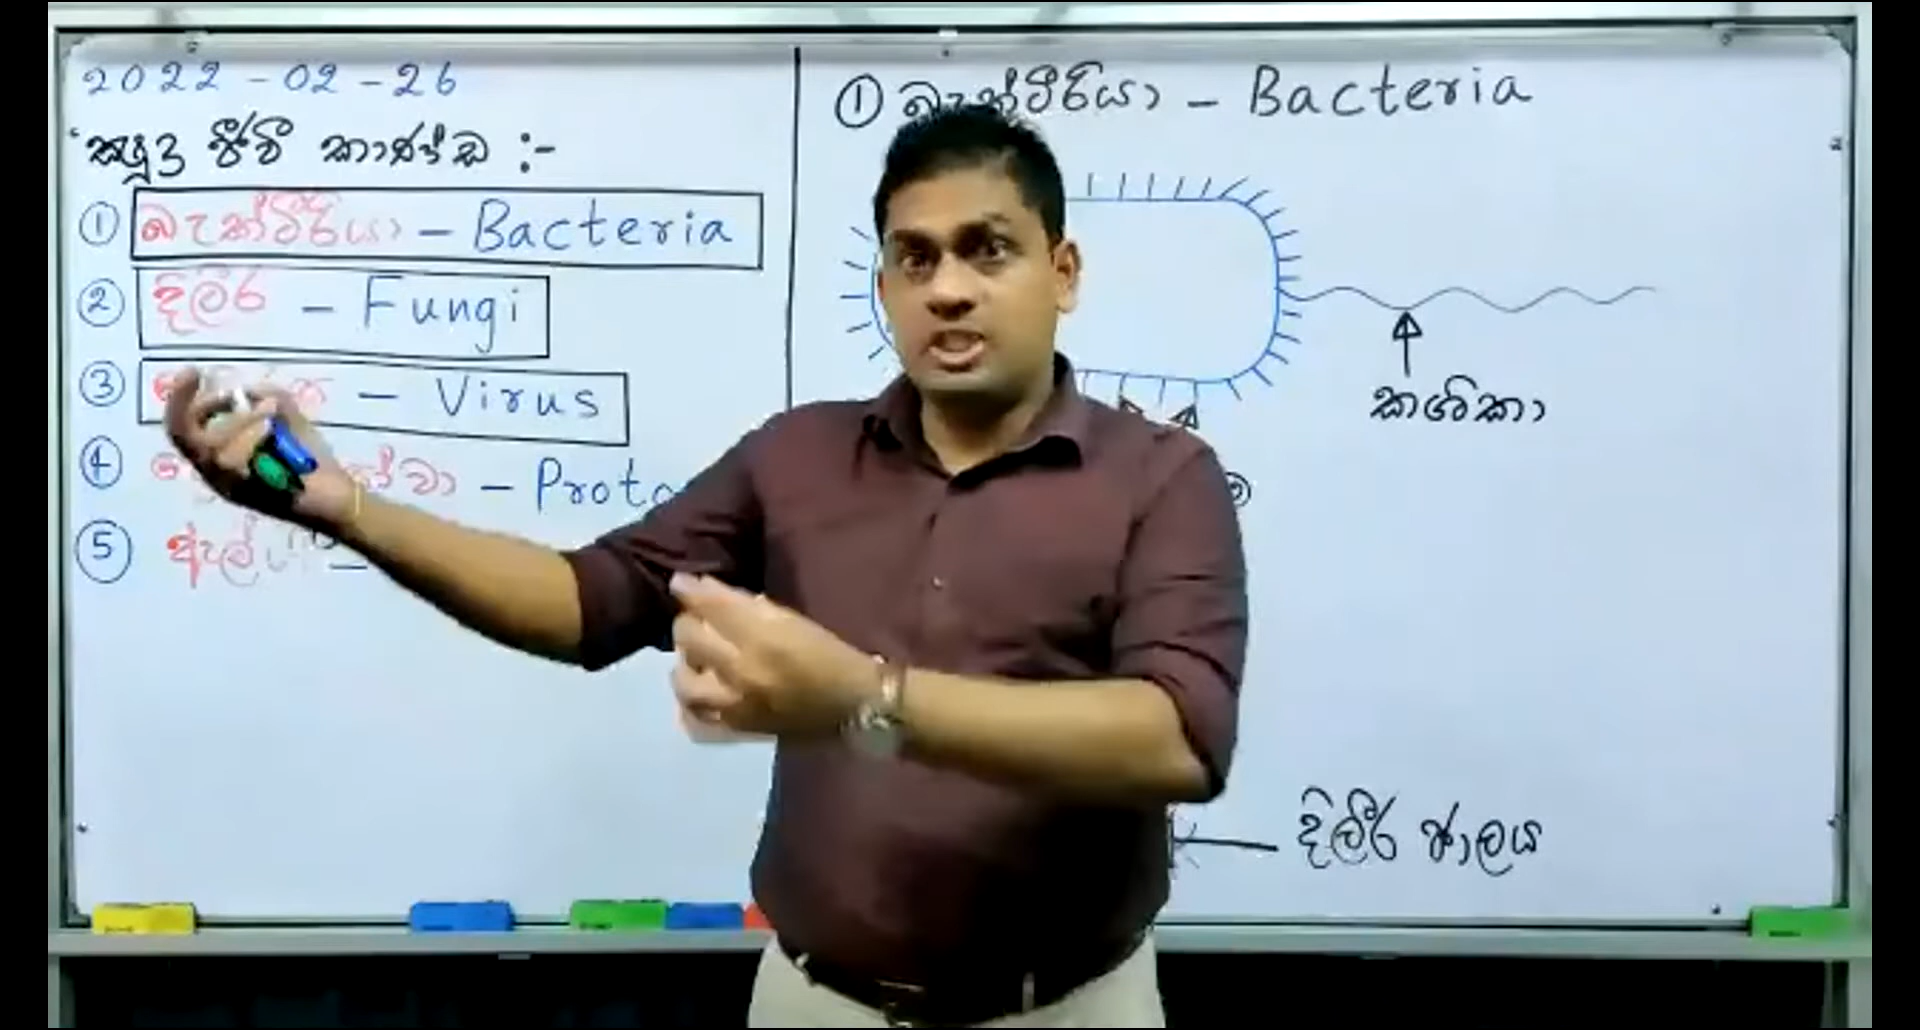 2022-02-26
ක්ෂුද්‍ර ජීවී කාණ්ඩ :-
① බැක්ටීරියා - Bacteria
② දිලීර - Fungi
③ - Virus
④ - Proto
⑤
① බැක්ටීරියා - Bacteria
කශිකා
දිලීර ජාලය